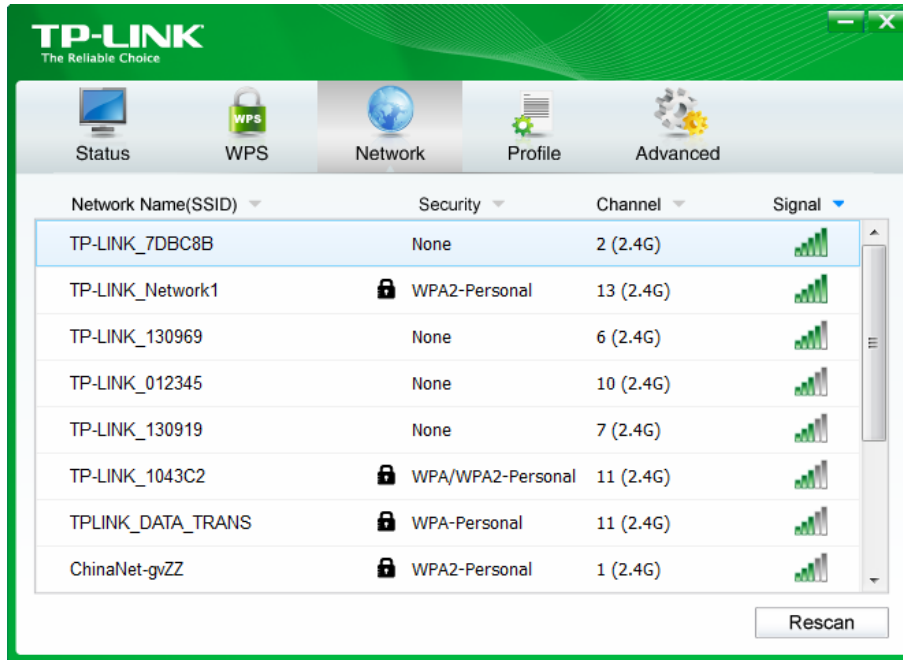 TP-LINK
The Reliable Choice
WPS
Status WPS Network Profile Advanced
Network Name(SSID) Security Channel Signal
TP-LINK_7DBC8B None 2 (2.4G)
TP-LINK_Network1 WPA2-Personal 13 (2.4G)
TP-LINK_130969 None 6 (2.4G)
TP-LINK_012345 None 10 (2.4G)
TP-LINK_130919 None 7 (2.4G)
TP-LINK_1043C2 WPA/WPA2-Personal 11 (2.4G)
TPLINK_DATA_TRANS WPA-Personal 11 (2.4G)
ChinaNet-gvZZ WPA2-Personal 1 (2.4G)
Rescan